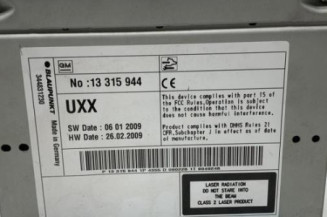 BLAUPUNKT
Made in Germany
GM
No : 13 315 944
UXX
SW Date : 06 01 2009
HW Date : 26.02.2009
CE
This device complies with part 15 of
the FCC Rules.Operation is subject
to the condition that this device
does not cause harmful interference.
Product complies with DHHS Rules 21
CFR,Subchapter J in effect as of date
of manufacture.
LASER RADIATION
DO NOT STARE INTO
THE BEAM
CLASS 2 LASER PRODUCT